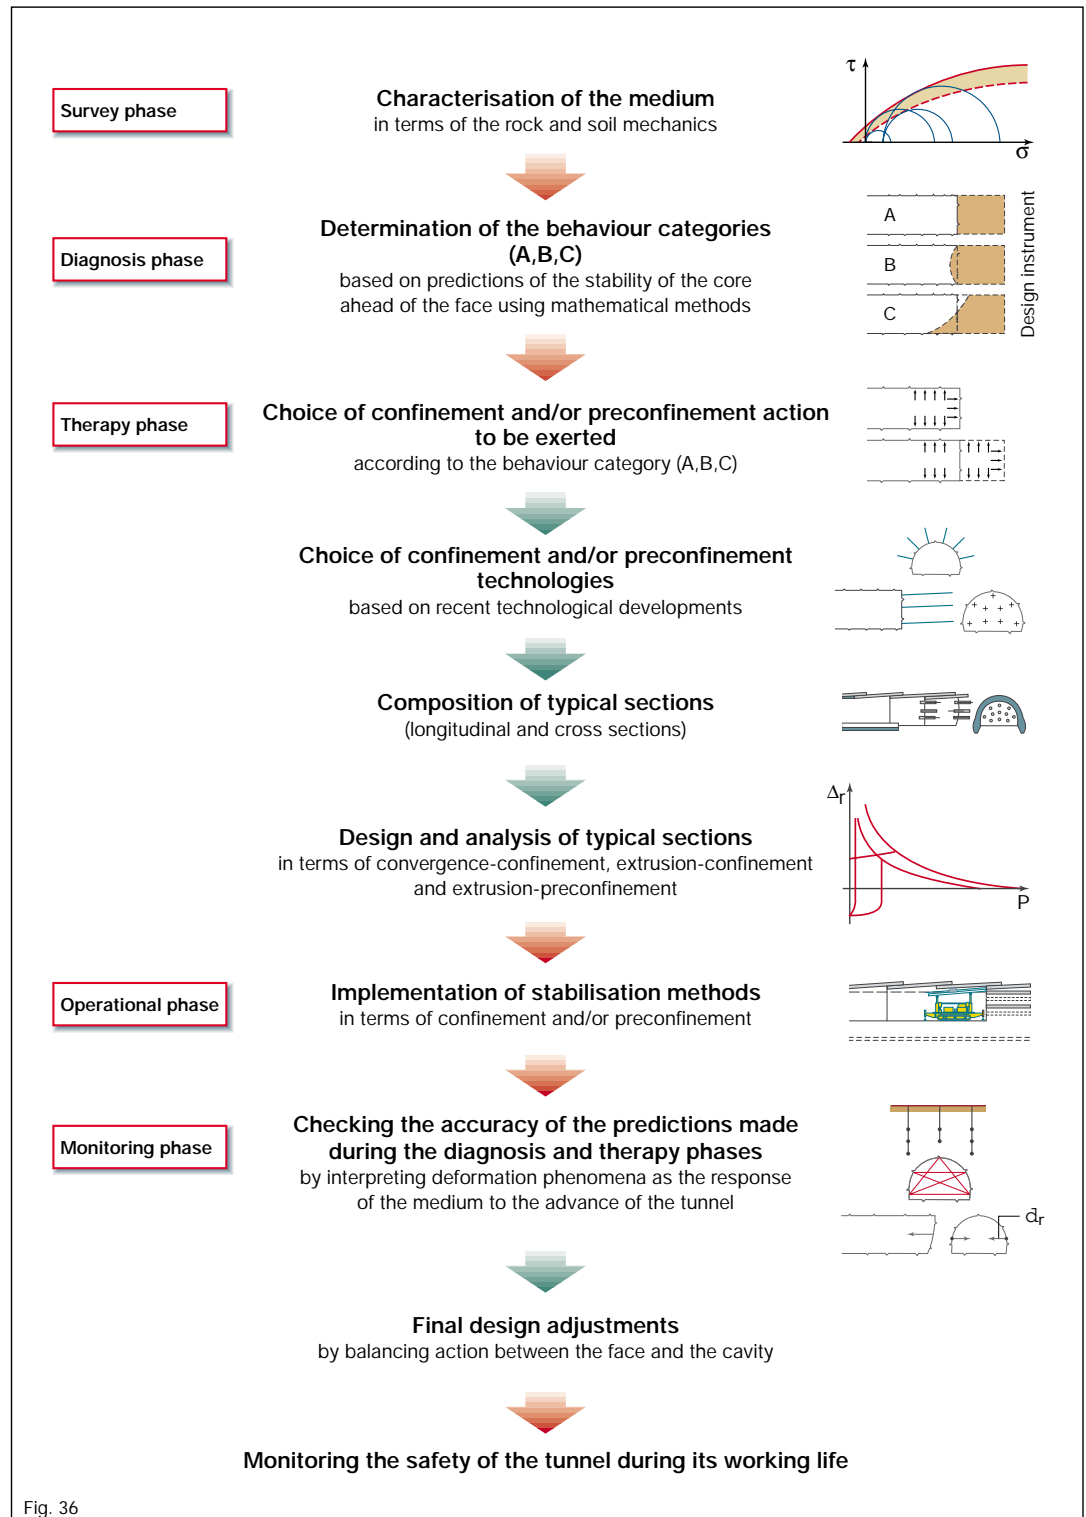 Survey phase
Characterisation of the medium
in terms of the rock and soil mechanics
τ
σ
Diagnosis phase
Determination of the behaviour categories
(A,B,C)
based on predictions of the stability of the core
ahead of the face using mathematical methods
A
B
C
Design instrument
Therapy phase
Choice of confinement and/or preconfinement action
to be exerted
according to the behaviour category (A,B,C)
Choice of confinement and/or preconfinement
technologies
based on recent technological developments
Composition of typical sections
(longitudinal and cross sections)
Design and analysis of typical sections
in terms of convergence-confinement, extrusion-confinement
and extrusion-preconfinement
Δr
P
Operational phase
Implementation of stabilisation methods
in terms of confinement and/or preconfinement
Monitoring phase
Checking the accuracy of the predictions made
during the diagnosis and therapy phases
by interpreting deformation phenomena as the response
of the medium to the advance of the tunnel
dr
Final design adjustments
by balancing action between the face and the cavity
Monitoring the safety of the tunnel during its working life
Fig. 36